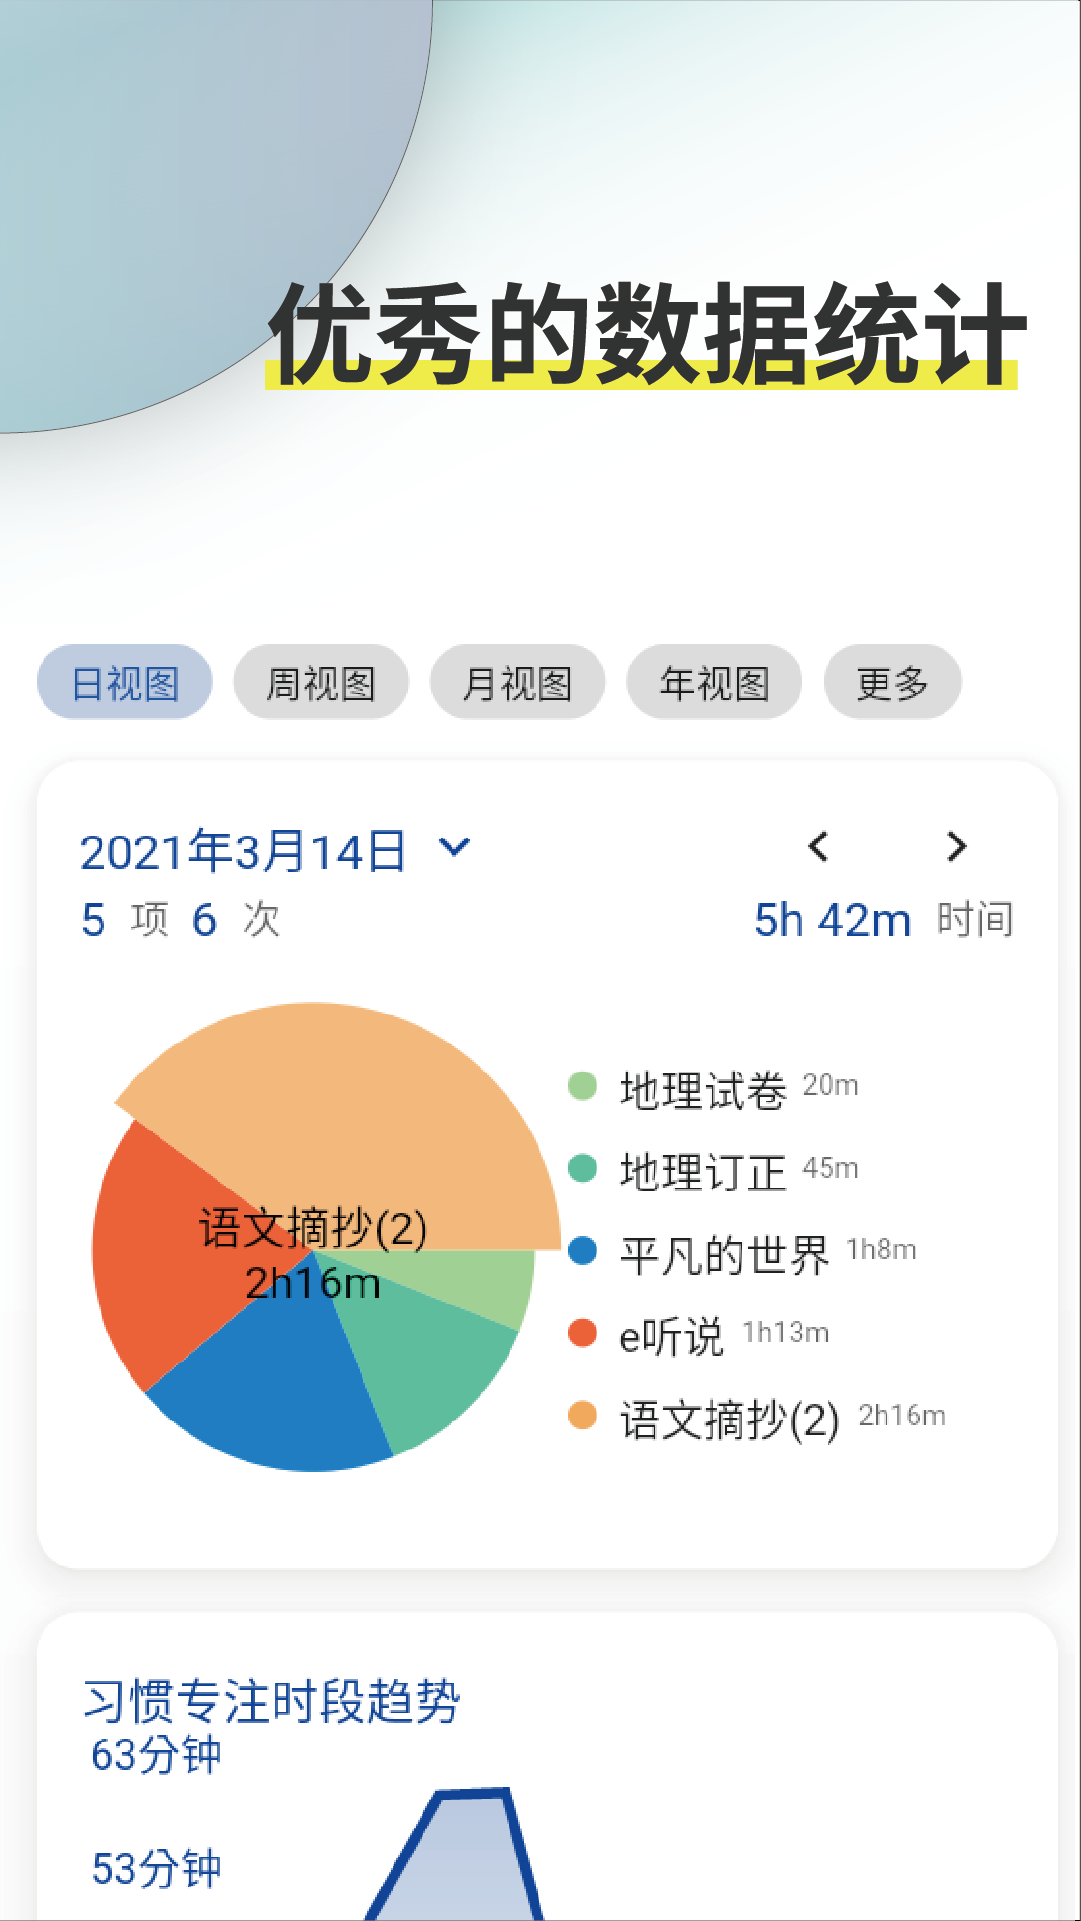 优秀的数据统计
日视图 周视图 月视图 年视图 更多
2021年3月14日
5 项 6 次 5h 42m 时间
地理试卷 20m
地理订正 45m
语文摘抄(2)
2h16m
平凡的世界 1h8m
e听说 1h13m
语文摘抄(2) 2h16m
习惯专注时段趋势
63分钟
53分钟